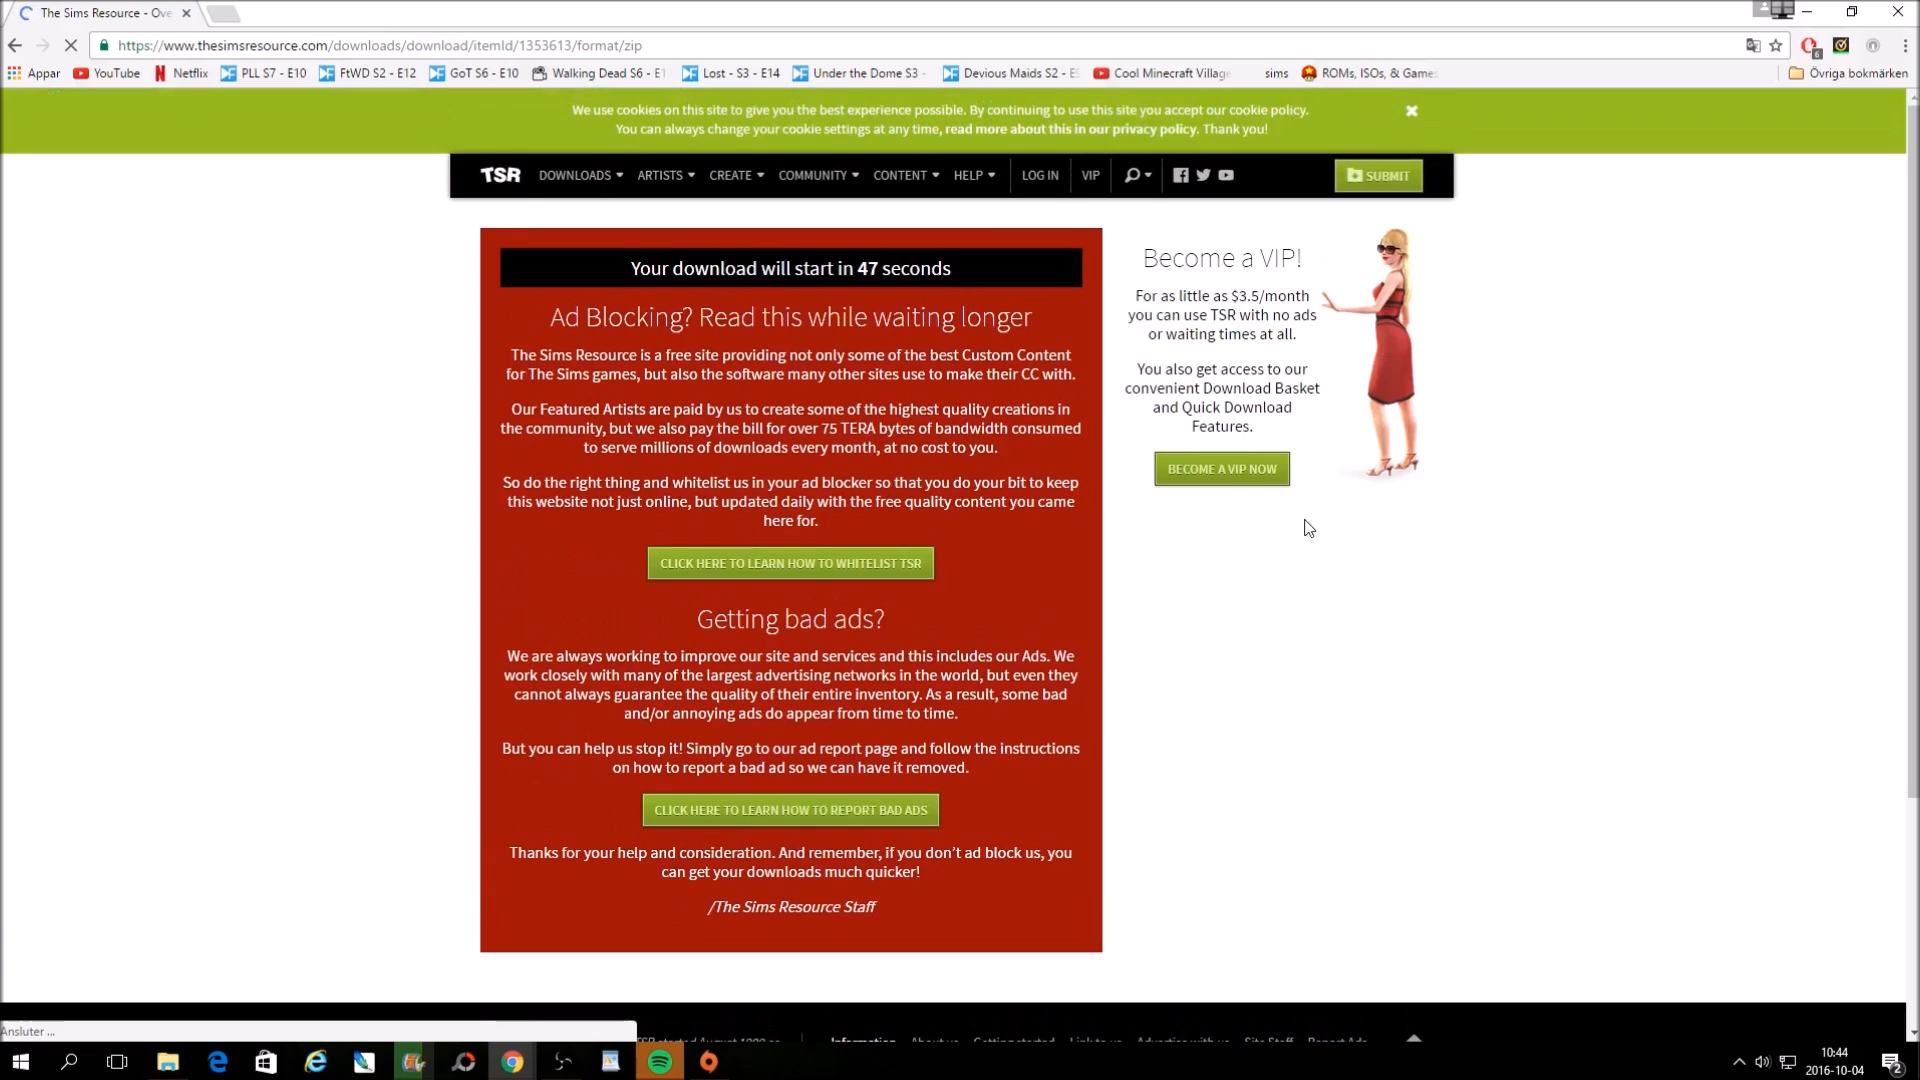 The Sims Resource - Ove
https://www.thesimsresource.com/downloads/download/itemId/1353613/format/zip
6
Appar YouTube Netflix PLL S7 - E10 FtWD S2 - E12 GoT S6 - E10 Walking Dead S6 - E1 Lost - S3 - E14 Under the Dome S3 - Devious Maids S2 - E Cool Minecraft Village sims ROMs, ISOs, & Games Övriga bokmärken
We use cookies on this site to give you the best experience possible. By continuing to use this site you accept our cookie policy.
You can always change your cookie settings at any time, read more about this in our privacy policy. Thank you!
TSR DOWNLOADS ARTISTS CREATE COMMUNITY CONTENT HELP LOG IN VIP SUBMIT
Your download will start in 47 seconds
Ad Blocking? Read this while waiting longer
The Sims Resource is a free site providing not only some of the best Custom Content
for The Sims games, but also the software many other sites use to make their CC with.
Our Featured Artists are paid by us to create some of the highest quality creations in
the community, but we also pay the bill for over 75 TERA bytes of bandwidth consumed
to serve millions of downloads every month, at no cost to you.
So do the right thing and whitelist us in your ad blocker so that you do your bit to keep
this website not just online, but updated daily with the free quality content you came
here for.
CLICK HERE TO LEARN HOW TO WHITELIST TSR
Getting bad ads?
We are always working to improve our site and services and this includes our Ads. We
work closely with many of the largest advertising networks in the world, but even they
cannot always guarantee the quality of their entire inventory. As a result, some bad
and/or annoying ads do appear from time to time.
But you can help us stop it! Simply go to our ad report page and follow the instructions
on how to report a bad ad so we can have it removed.
CLICK HERE TO LEARN HOW TO REPORT BAD ADS
Thanks for your help and consideration. And remember, if you don't ad block us, you
can get your downloads much quicker!
/The Sims Resource Staff
Become a VIP!
For as little as $3.5/month
you can use TSR with no ads
or waiting times at all.
You also get access to our
convenient Download Basket
and Quick Download
Features.
BECOME A VIP NOW
Ansluter ...
Information About us Getting started Link to us Advertise with us Site Staff Report Ads
10:44
2016-10-04
2